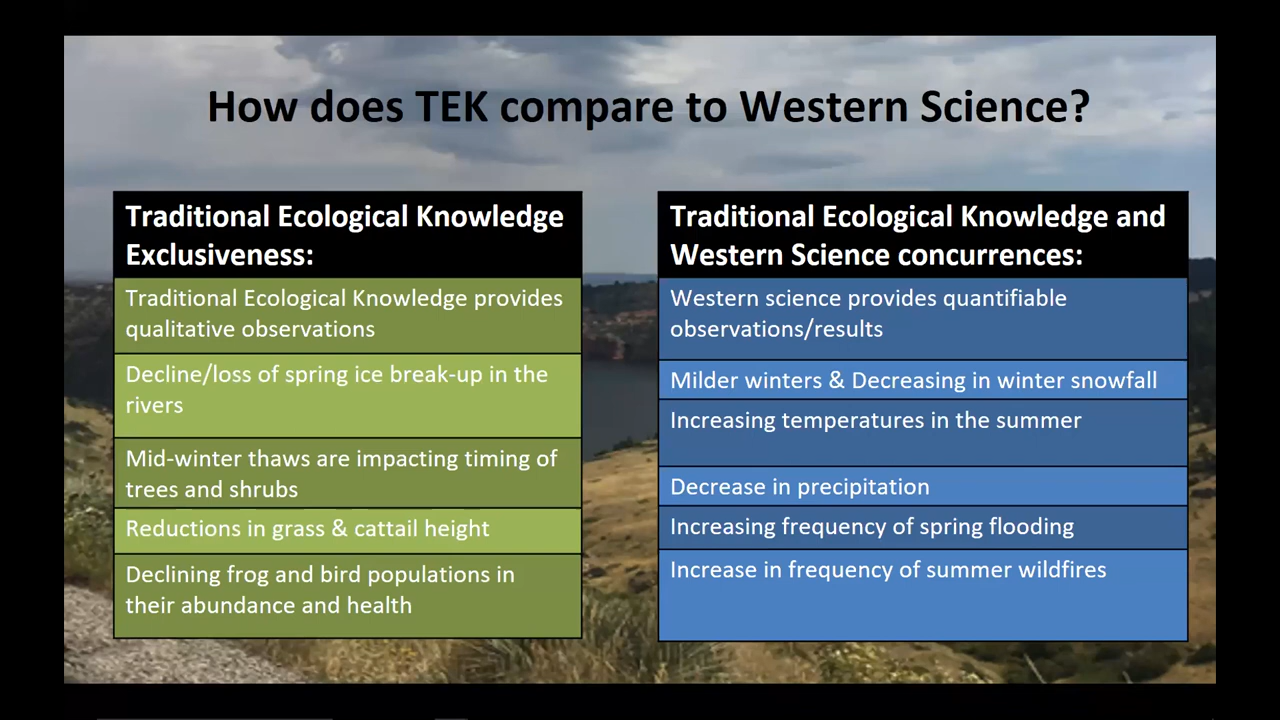 How does TEK compare to Western Science?
Traditional Ecological Knowledge
Exclusiveness:
Traditional Ecological Knowledge provides
qualitative observations
Decline/loss of spring ice break-up in the
rivers
Mid-winter thaws are impacting timing of
trees and shrubs
Reductions in grass & cattail height
Declining frog and bird populations in
their abundance and health
Traditional Ecological Knowledge and
Western Science concurrences:
Western science provides quantifiable
observations/results
Milder winters & Decreasing in winter snowfall
Increasing temperatures in the summer
Decrease in precipitation
Increasing frequency of spring flooding
Increase in frequency of summer wildfires